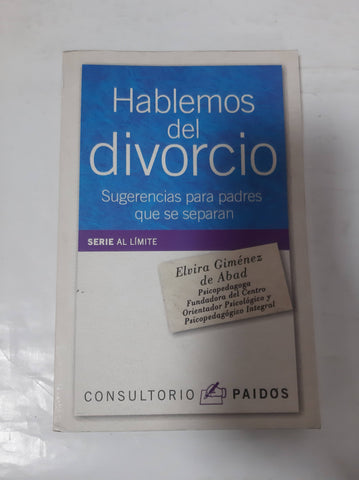 Hablemos
del
divorcio
Sugerencias para padres
que se separan
SERIE AL LÍMITE
Elvira Giménez
de Abad
Psicopedagoga
Fundadora del Centro
Orientador Psicológico y
Psicopedagógico Integral
CONSULTORIO PAIDÓS